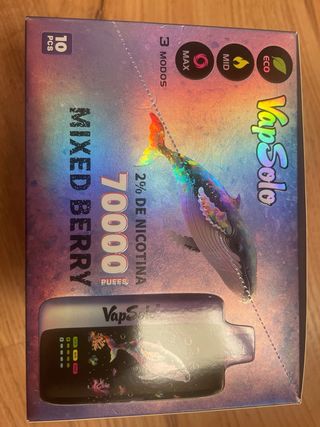 VapSolo
ECO
MID
MAX
3 MODOS
2% DE NICOTINA
70000
PUFFS
MIXED BERRY
10
PCS
VapSolo